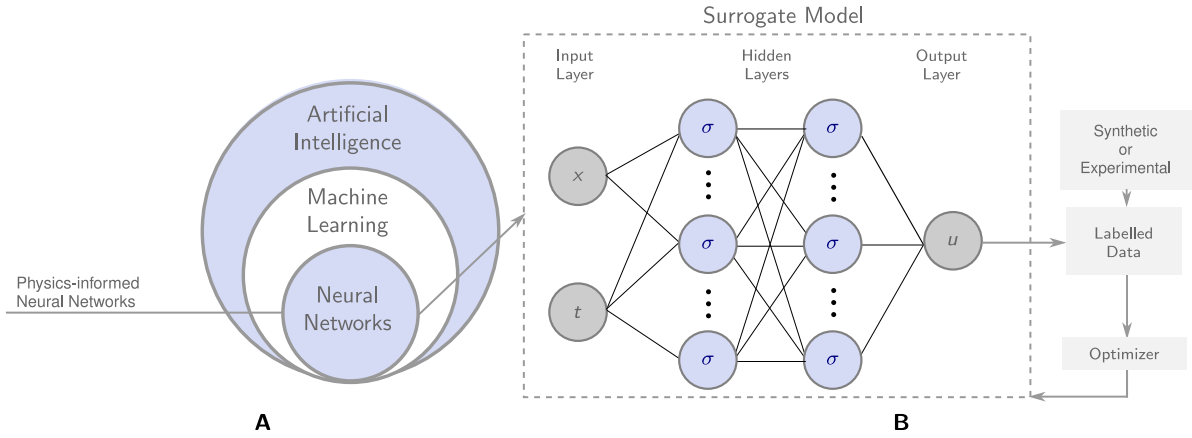 Surrogate Model
Input
Layer
Hidden
Layers
Output
Layer
Artificial
Intelligence
Machine
Learning
Neural
Networks
Physics-informed
Neural Networks
x
t
σ
σ
σ
σ
σ
σ
u
Synthetic
or
Experimental
Labelled
Data
Optimizer
A
B